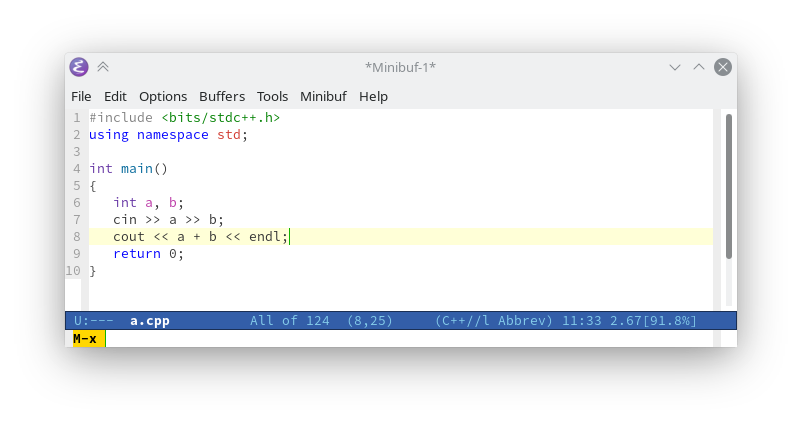 *Minibuf-1*
File Edit Options Buffers Tools Minibuf Help
1 #include <bits/stdc++.h>
2 using namespace std;
3
4 int main()
5 {
6    int a, b;
7    cin >> a >> b;
8    cout << a + b << endl;
9    return 0;
10 }
U:--- a.cpp All of 124 (8,25) (C++//l Abbrev) 11:33 2.67[91.8%]
M-x